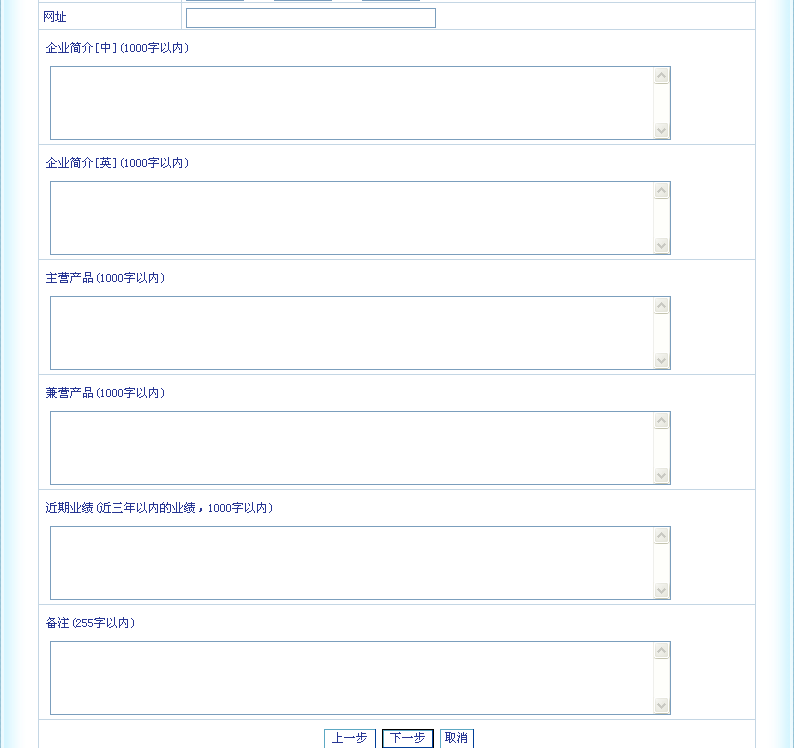 网址
企业简介[中](1000字以内)
企业简介[英](1000字以内)
主营产品(1000字以内)
兼营产品(1000字以内)
近期业绩(近三年以内的业绩，1000字以内)
备注(255字以内)
上一步 下一步 取消